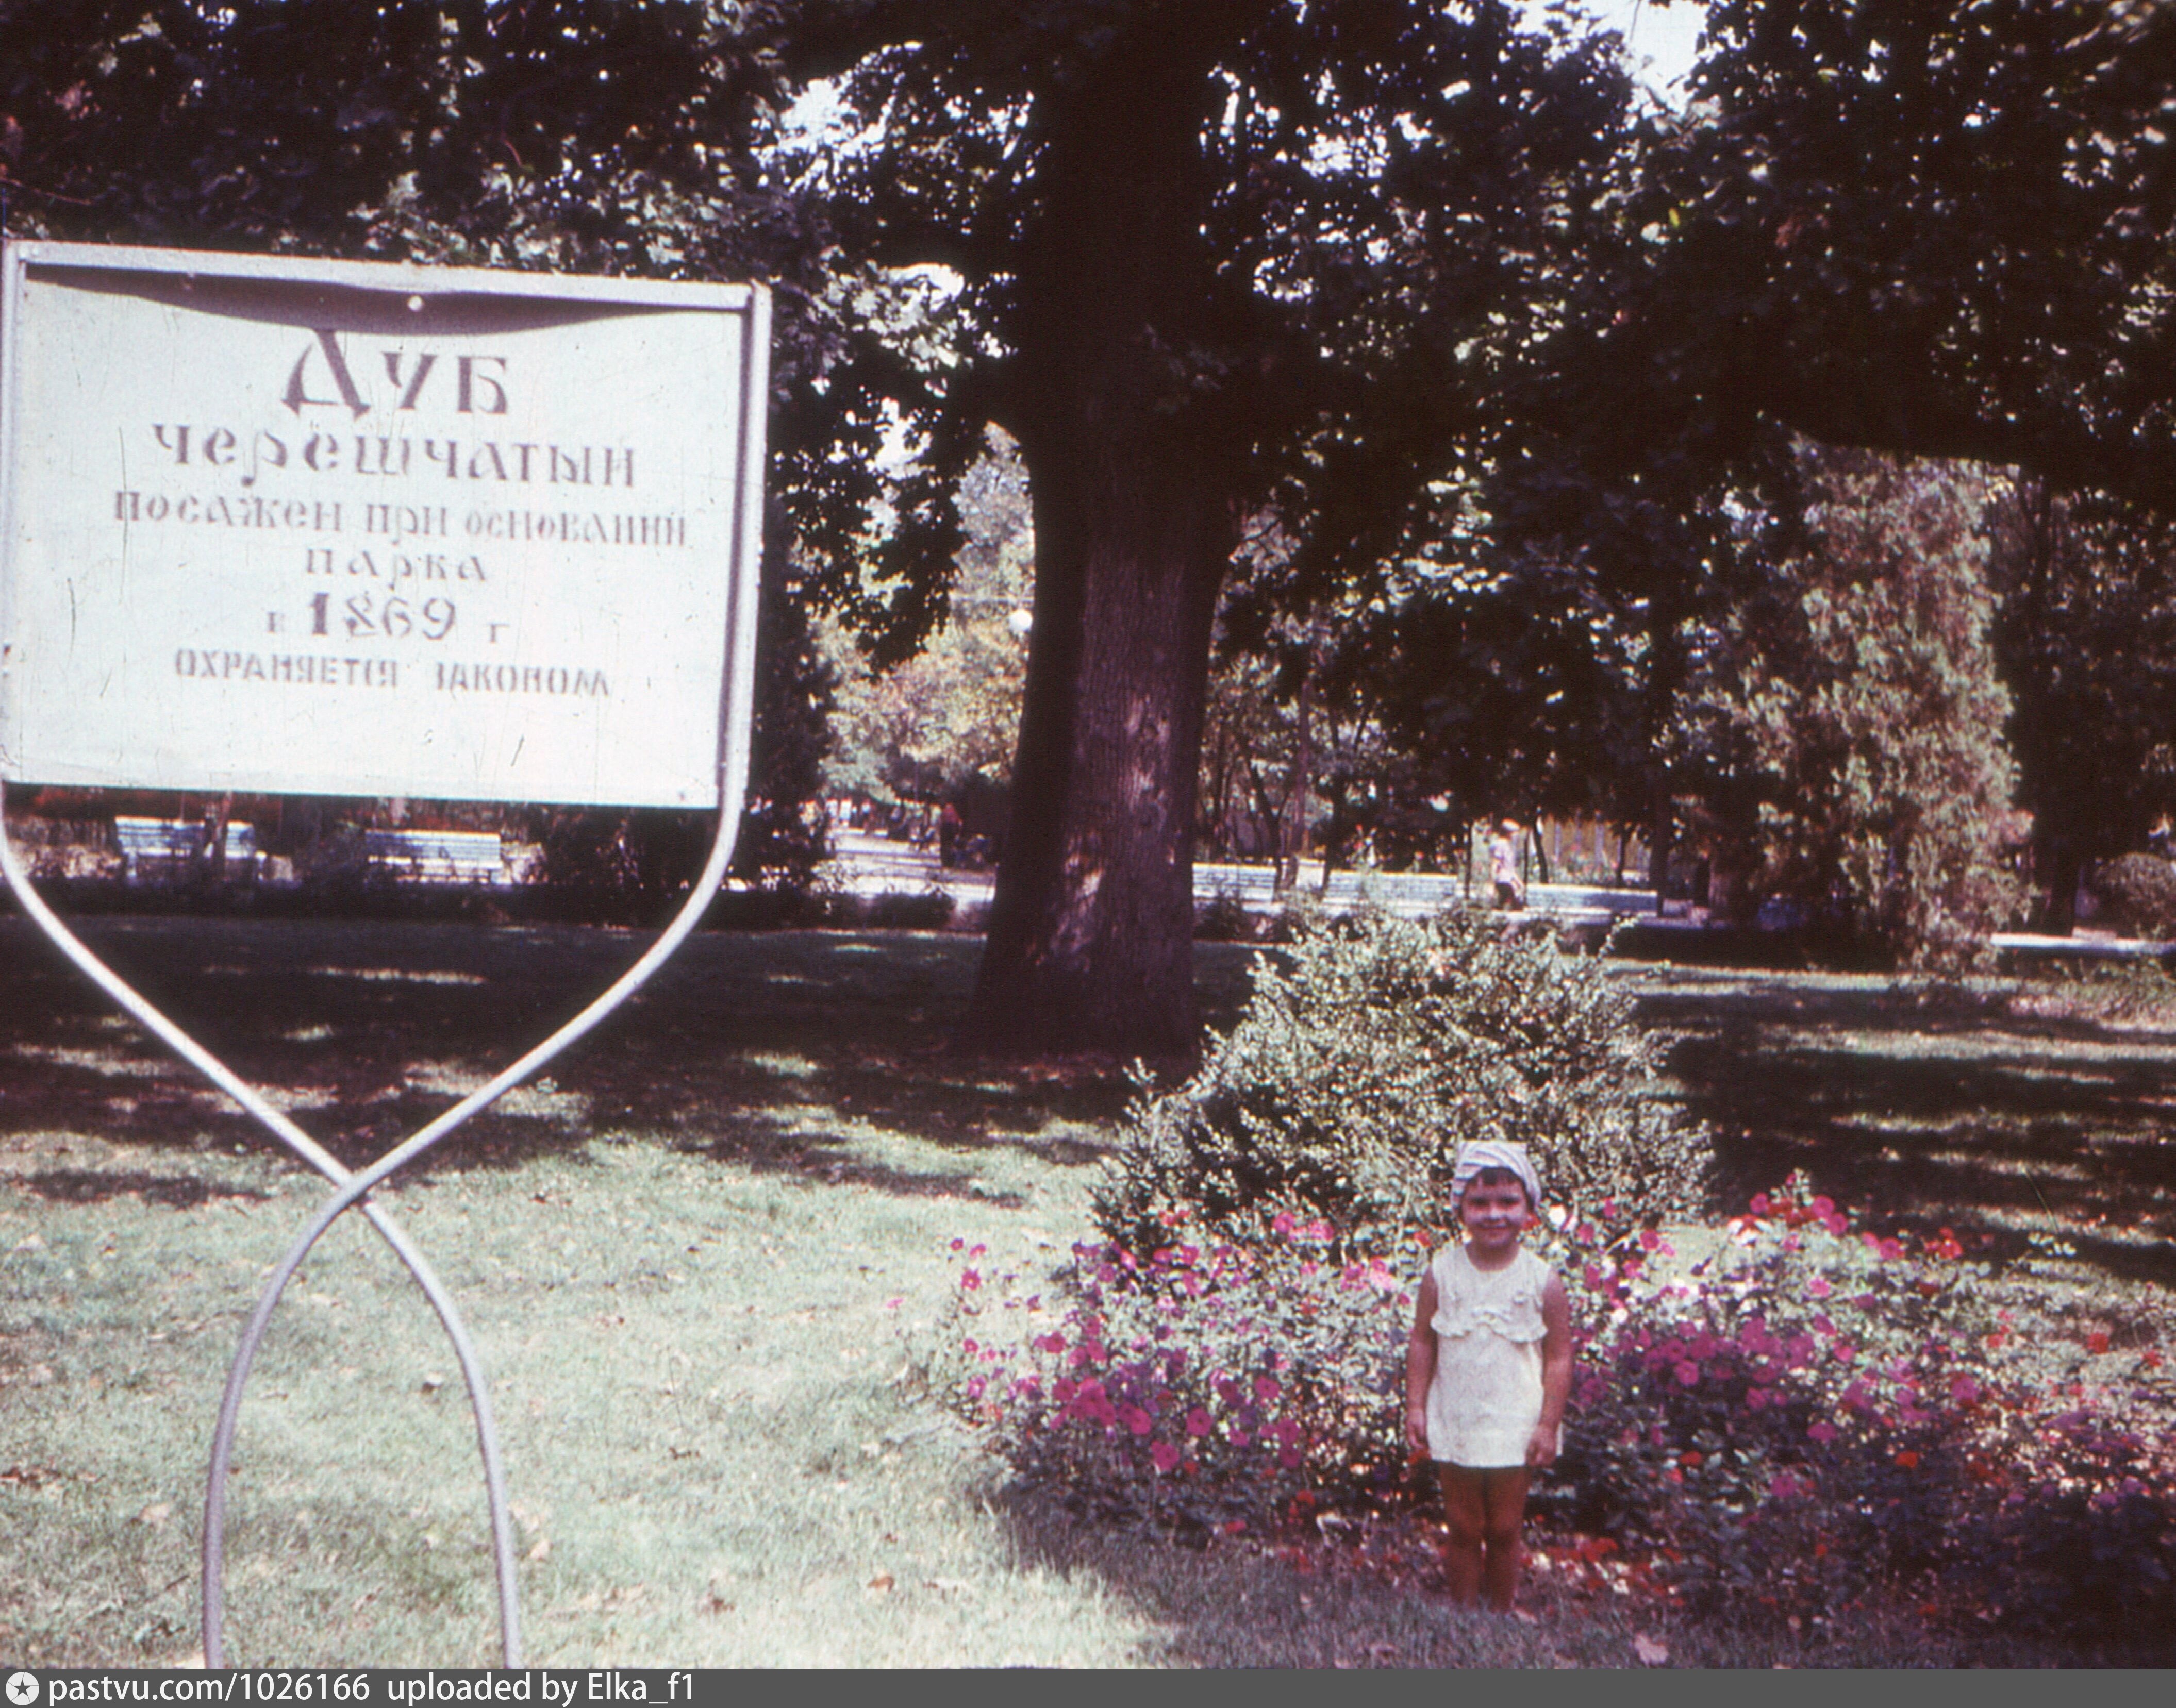 Дуб
черешчатый
посажен при основании
парка
в 1869 г
охраняется законом
pastvu.com/1026166 uploaded by Elka_f1